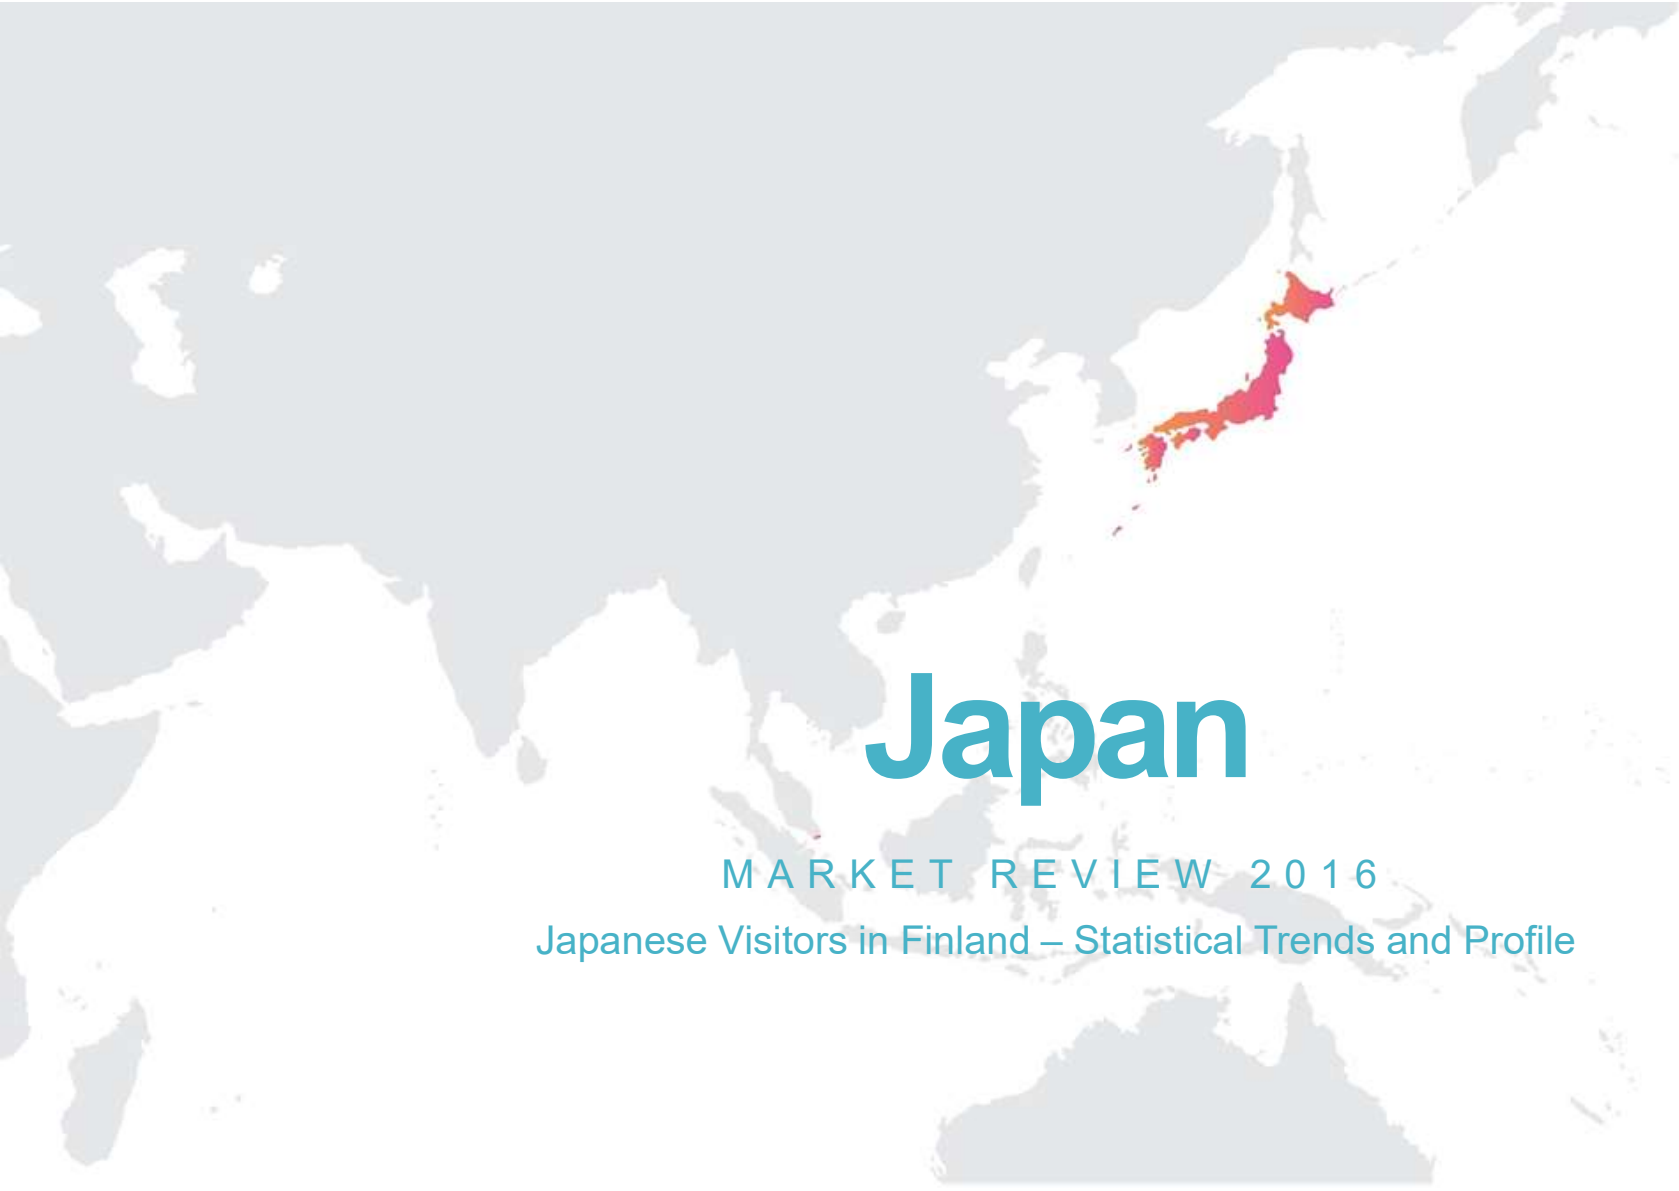 Japan
MARKET REVIEW 2016
Japanese Visitors in Finland – Statistical Trends and Profile